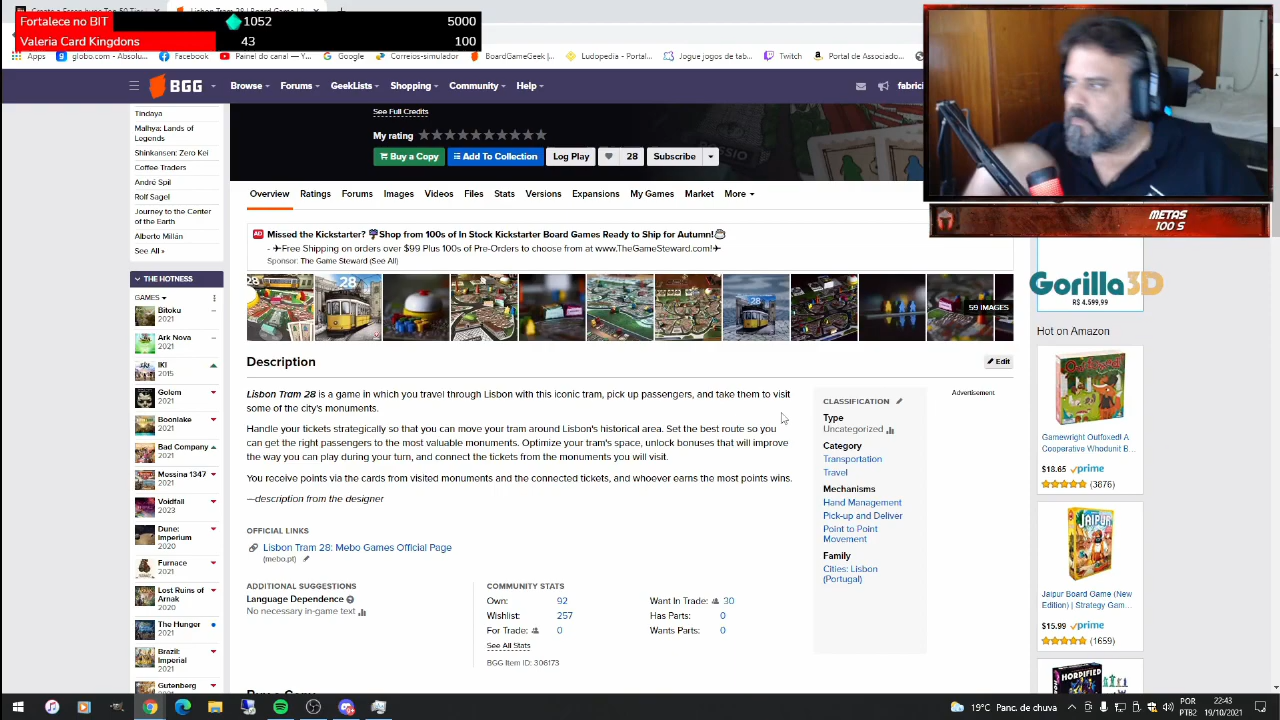 Fortalece no BIT 1052 5000
Valeria Card Kingdons 43 100
Apps globo.com - Absolu... Facebook Painel do canal — Y... Google Correios-simulador BoardGameGeek |... Ludopedia - Portal... Jogue jogos de tab... Twitch Portal de Associado...
BGG Browse Forums GeekLists Shopping Community Help fabrici
Tindaya
Malhya: Lands of
Legends
Shinkansen: Zero Kei
Coffee Traders
André Spil
Rolf Sagel
Journey to the Center
of the Earth
Alberto Millán
See All »
THE HOTNESS
GAMES
Bitoku
2021
Ark Nova
2021
IKI
2015
Golem
2021
Boonlake
2021
Bad Company
2021
Messina 1347
2021
Voidfall
2023
Dune:
Imperium
2020
Furnace
2021
Lost Ruins of
Arnak
2020
The Hunger
2021
Brazil:
Imperial
2021
Gutenberg
See Full Credits
My rating
Buy a Copy Add To Collection Log Play 28 Subscribe
Overview Ratings Forums Images Videos Files Stats Versions Expansions My Games Market More
AD Missed the Kickstarter? Shop from 100s of In Stock Kickstarter Board Games Ready to Ship for Autumn!
- ✈Free Shipping on orders over $99 Plus 100s of Pre-Orders to choose from at www.TheGameSteward.com!✈
Sponsor: The Game Steward (See All)
28
28
59 IMAGES
Description
Edit
Lisbon Tram 28 is a game in which you travel through Lisbon with this iconic tram, pick up passengers, and take them to visit
some of the city's monuments.
Handle your tickets strategically so that you can move your tram around Lisbon's historical area. Set the best route so you
can get the right passengers to the most valuable monuments. Optimize your tram's space, unlock bonuses that will improve
the way you can play during your turn, and connect the tickets from the monuments you will visit.
You receive points via the cards from visited monuments and the connected tickets, and whoever earns the most points wins.
—description from the designer
OFFICIAL LINKS
Lisbon Tram 28: Mebo Games Official Page
(mebo.pt)
ADDITIONAL SUGGESTIONS
Language Dependence
No necessary in-game text
COMMUNITY STATS
Own: 92 Want In Trade: 30
Wishlist: 257 Has Parts: 0
For Trade: 0 Wants Parts: 0
See All Stats
BGG Item ID: 306173
CLASSIFICATION
Type
Uncategorized
Category
Transportation
Travel
Mechanisms
Hand Management
Pick-up and Deliver
Point to Point
Movement
Family
Cities: Lisbon
(Portugal)
Advertisement
METAS
100 S
Gorilla3D
R$ 4.599,99
Hot on Amazon
Outfoxed!
Gamewright Outfoxed! A
Cooperative Whodunit B...
$18.65 prime
(3876)
JAIPUR
Jaipur Board Game (New
Edition) | Strategy Gam...
$15.99 prime
(1659)
HORRIFIED
19°C Panc. de chuva POR
PTB2
22:43
19/10/2021